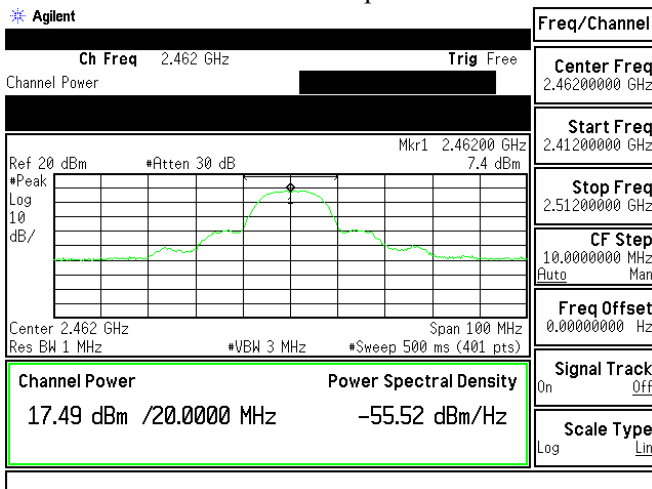 Agilent
Freq/Channel
Ch Freq 2.462 GHz Trig Free
Channel Power
Center Freq
2.46200000 GHz
Start Freq
2.41200000 GHz
Stop Freq
2.51200000 GHz
CF Step
10.0000000 MHz
Auto Man
Freq Offset
0.00000000 Hz
Signal Track
On Off
Scale Type
Log Lin
Mkr1 2.46200 GHz
Ref 20 dBm #Atten 30 dB 7.4 dBm
#Peak
Log
10
dB/
1
Center 2.462 GHz Span 100 MHz
Res BW 1 MHz #VBW 3 MHz #Sweep 500 ms (401 pts)
Channel Power Power Spectral Density
17.49 dBm /20.0000 MHz -55.52 dBm/Hz